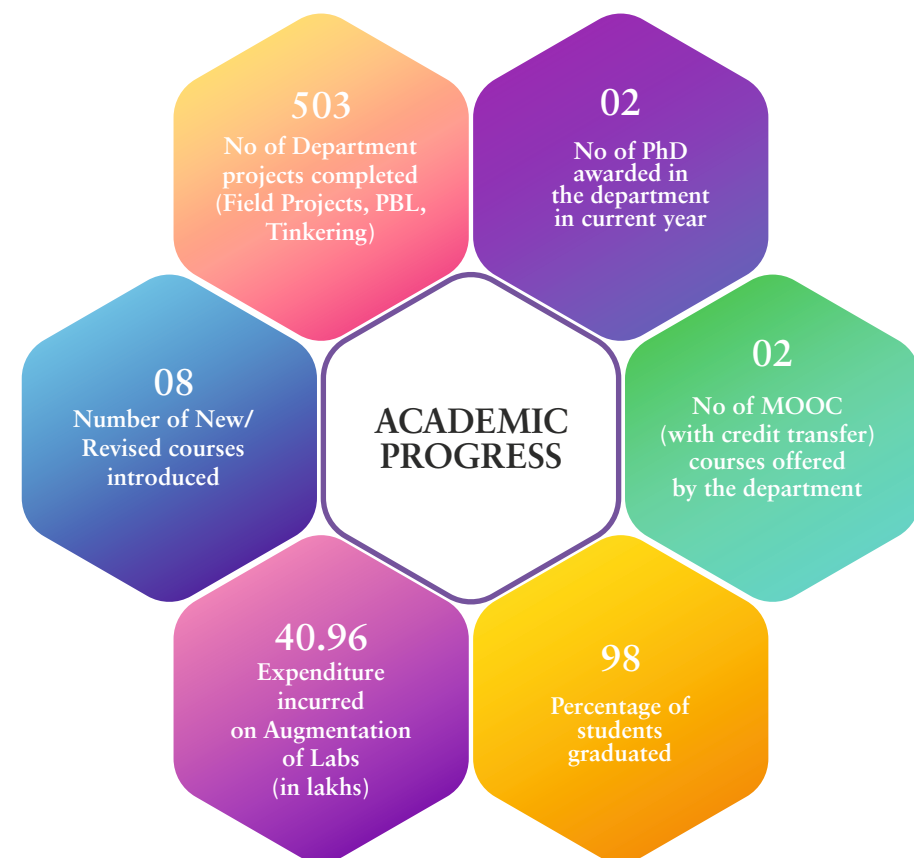 503
No of Department
projects completed
(Field Projects, PBL,
Tinkering)
02
No of PhD
awarded in
the department
in current year
08
Number of New/
Revised courses
introduced
ACADEMIC
PROGRESS
02
No of MOOC
(with credit transfer)
courses offered
by the department
40.96
Expenditure
incurred
on Augmentation
of Labs
(in lakhs)
98
Percentage of
students
graduated